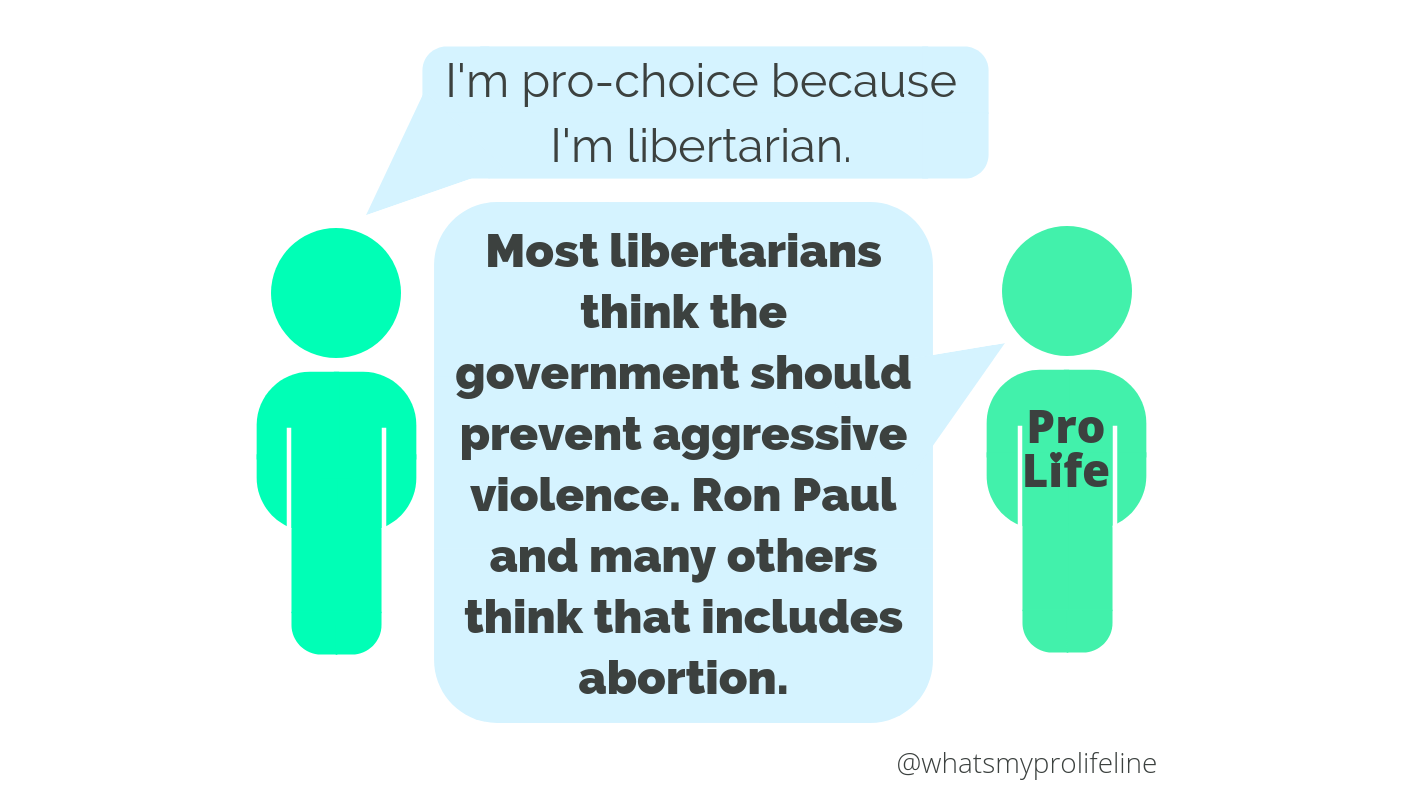 I'm pro-choice because
I'm libertarian.
Most libertarians
think the
government should
prevent aggressive
violence. Ron Paul
and many others
think that includes
abortion.
Pro
Life
@whatsmyprolifeline